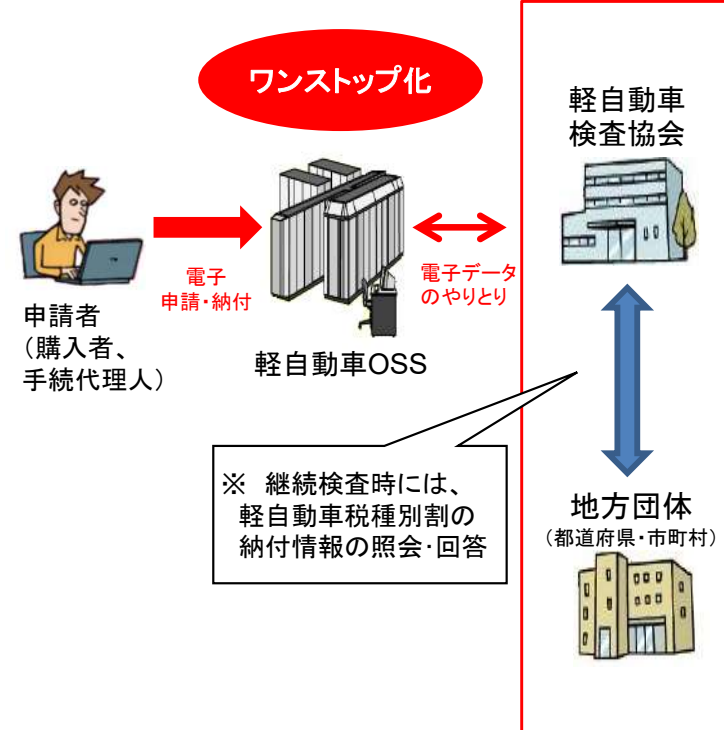 ワンストップ化
軽自動車
検査協会
電子
申請・納付
電子データ
のやりとり
申請者
（購入者、
手続代理人）
軽自動車OSS
※　継続検査時には、
軽自動車税種別割の
納付情報の照会・回答
地方団体
（都道府県・市町村）